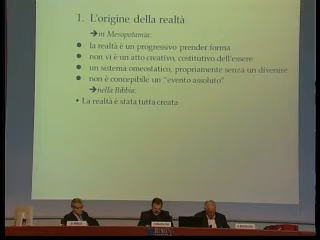 1. L'origine della realtà
➔in Mesopotamia:
● la realtà è un progressivo prender forma
● non vi è un atto creativo, costitutivo dell'essere
● un sistema omeostatico, propriamente senza un divenire
● non è concepibile un "evento assoluto"
➔nella Bibbia:
• La realtà è stata tutta creata